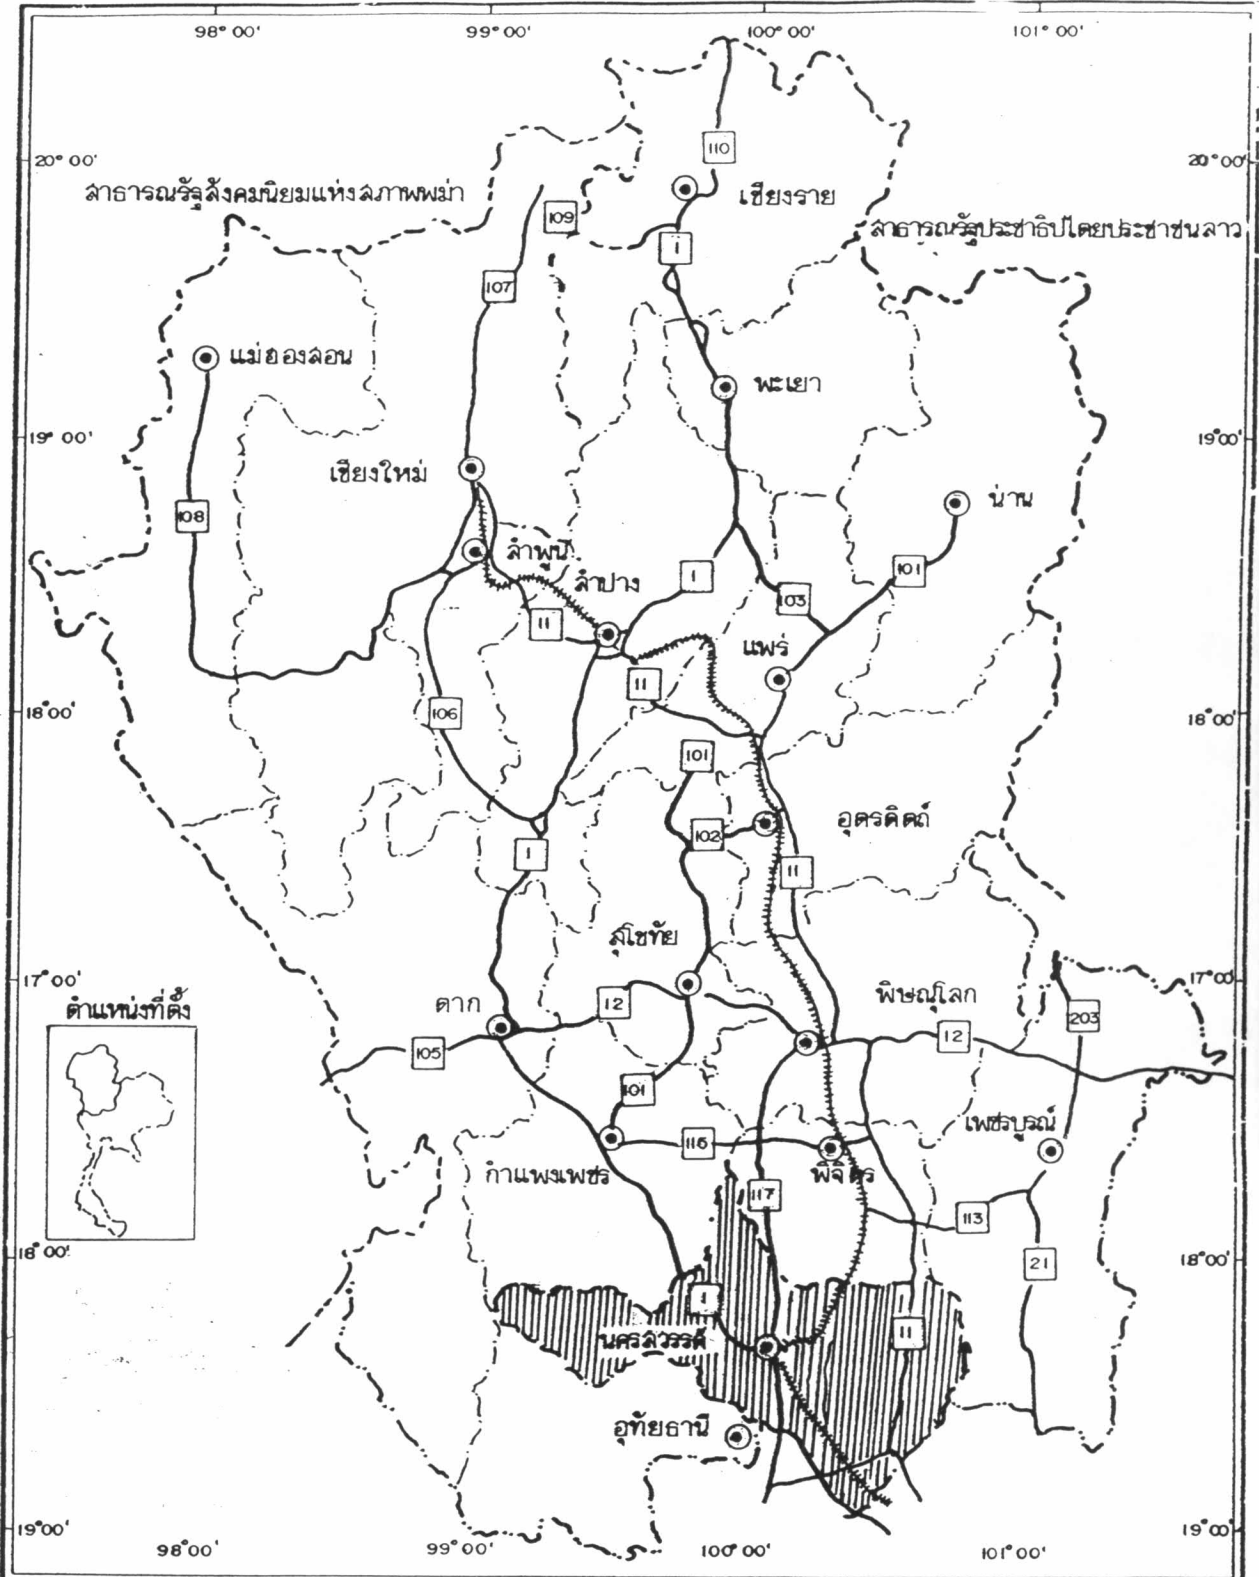 98° 00'
99° 00'
100° 00'
101° 00'
110
20° 00'
20° 00'
สาธารณรัฐสังคมนิยมแห่งสภาพพม่า
เชียงราย
109
สาธารณรัฐประชาธิปไตยประชาชนลาว
1
107
แม่ฮ่องสอน
พะเยา
19° 00'
19° 00'
เชียงใหม่
น่าน
108
ลำพูน
ลำปาง
1
101
103
11
แพร่
11
106
18° 00'
18° 00'
101
อุตรดิตถ์
102
1
11
สุโขทัย
17° 00'
17° 00'
ตาก
พิษณุโลก
ตำแหน่งที่ตั้ง
12
203
12
105
101
เพชรบูรณ์
116
กำแพงเพชร
พิจิตร
117
113
18° 00'
18° 00'
21
1
นครสวรรค์
11
อุทัยธานี
19° 00'
19° 00'
98° 00'
99° 00'
100° 00'
101° 00'